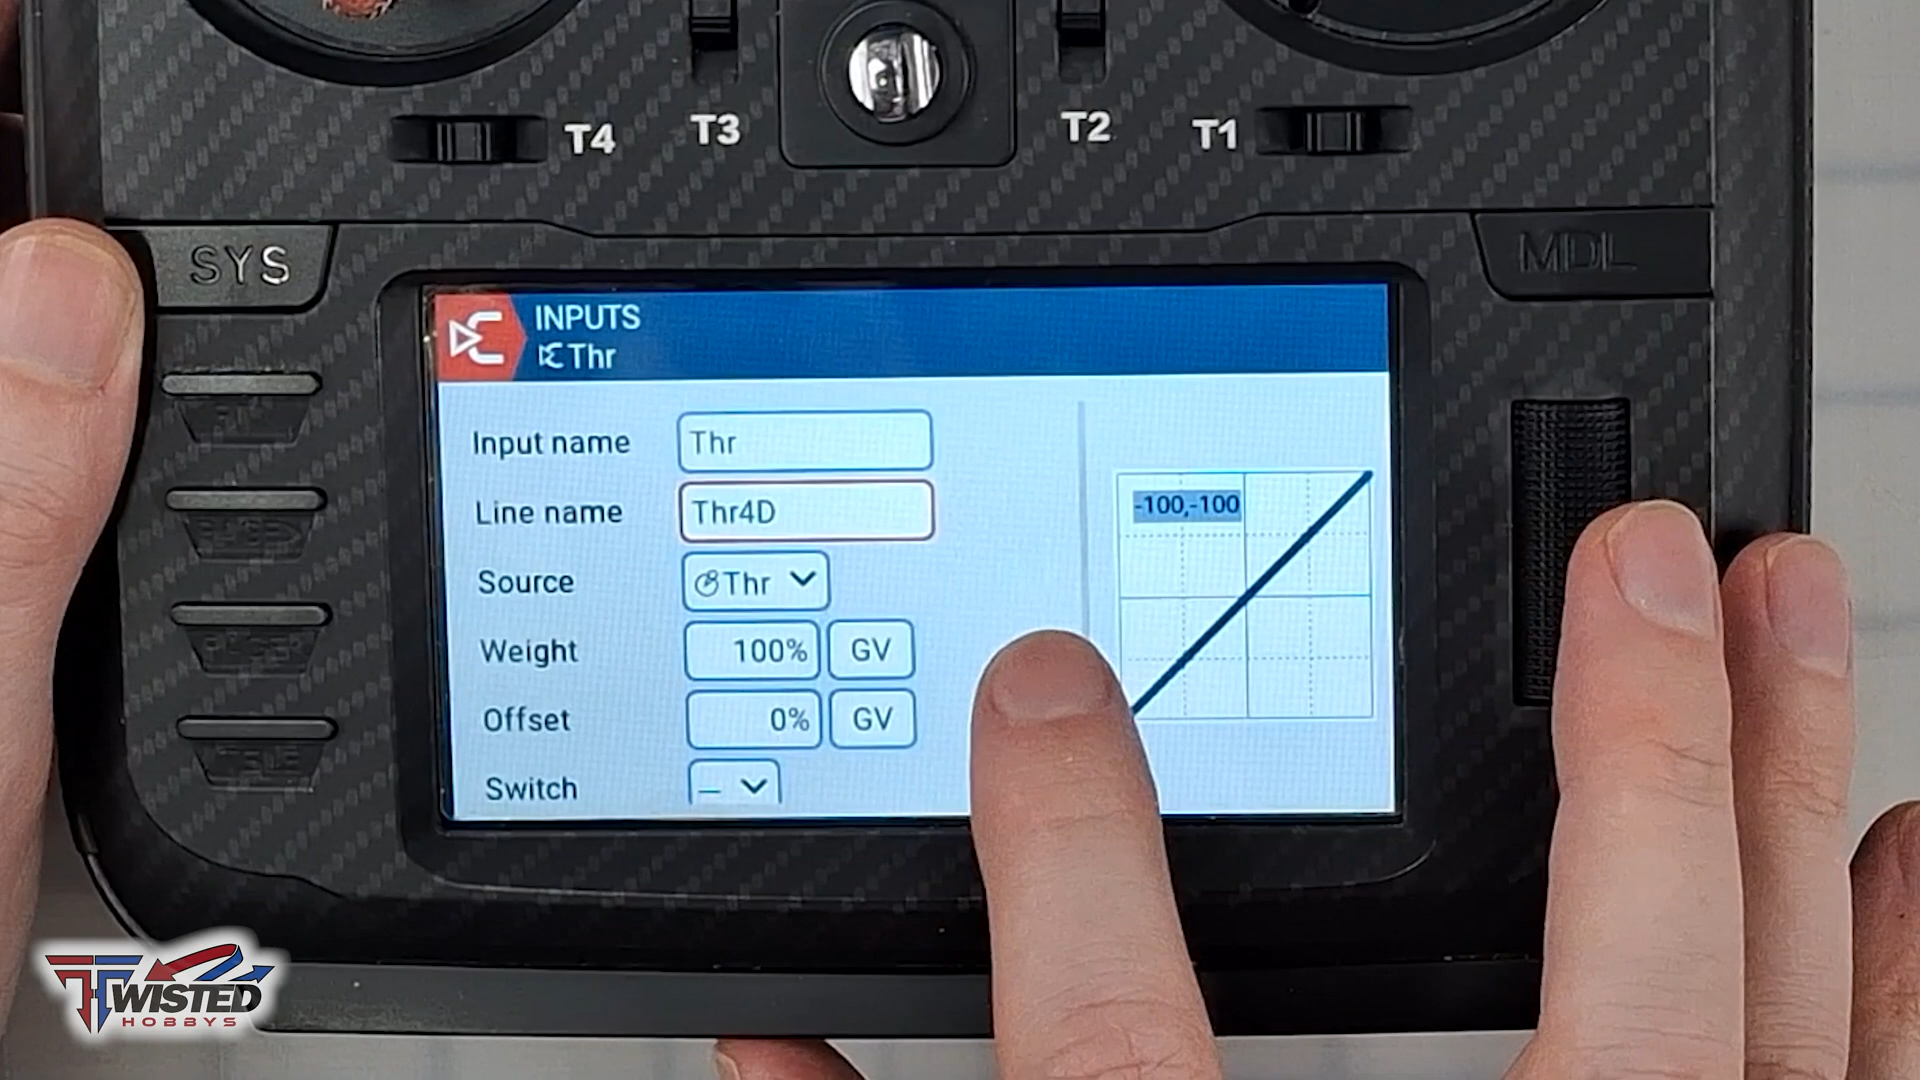 T4
T3
T2
T1
SYS
MDL
INPUTS
Thr
Input name
Thr
Line name
Thr4D
Source
Thr
Weight
100%
GV
Offset
0%
GV
Switch
-100,-100
TELE
TWISTED
HOBBYS